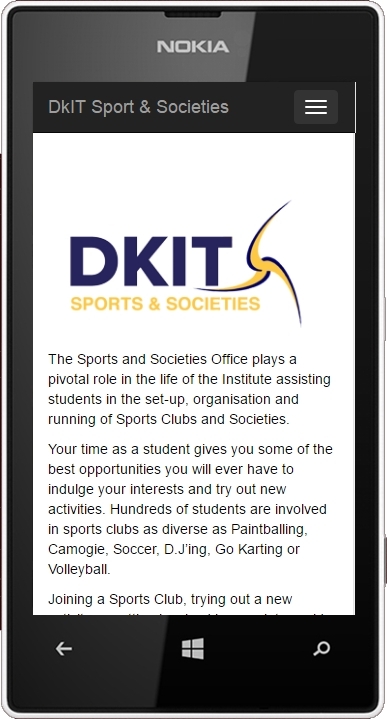 NOKIA
DkIT Sport & Societies
DKIT
SPORTS & SOCIETIES
The Sports and Societies Office plays a
pivotal role in the life of the Institute assisting
students in the set-up, organisation and
running of Sports Clubs and Societies.
Your time as a student gives you some of the
best opportunities you will ever have to
indulge your interests and try out new
activities. Hundreds of students are involved
in sports clubs as diverse as Paintballing,
Camogie, Soccer, D.J'ing, Go Karting or
Volleyball.
Joining a Sports Club, trying out a new